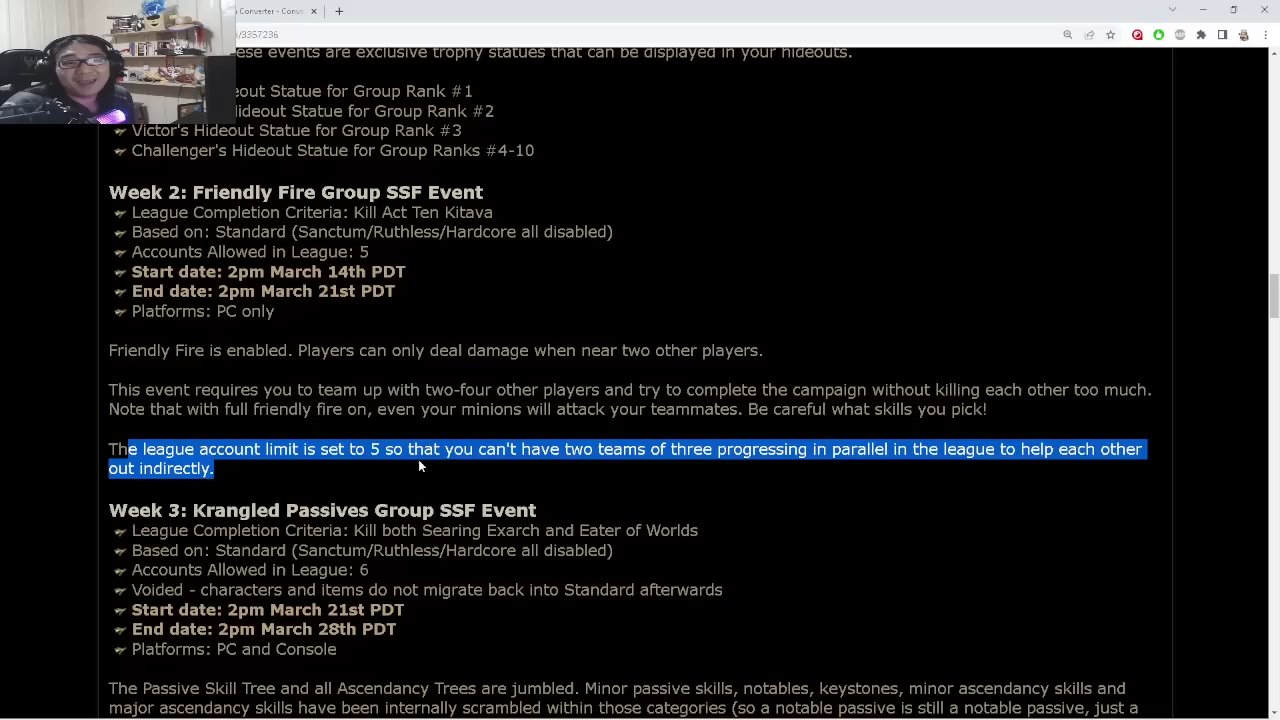 Converter - Conve
/3357236
these events are exclusive trophy statues that can be displayed in your hideouts.
Hideout Statue for Group Rank #1
Hideout Statue for Group Rank #2
Victor's Hideout Statue for Group Rank #3
Challenger's Hideout Statue for Group Ranks #4-10
Week 2: Friendly Fire Group SSF Event
League Completion Criteria: Kill Act Ten Kitava
Based on: Standard (Sanctum/Ruthless/Hardcore all disabled)
Accounts Allowed in League: 5
Start date: 2pm March 14th PDT
End date: 2pm March 21st PDT
Platforms: PC only
Friendly Fire is enabled. Players can only deal damage when near two other players.
This event requires you to team up with two-four other players and try to complete the campaign without killing each other too much.
Note that with full friendly fire on, even your minions will attack your teammates. Be careful what skills you pick!
The league account limit is set to 5 so that you can't have two teams of three progressing in parallel in the league to help each other
out indirectly.
Week 3: Krangled Passives Group SSF Event
League Completion Criteria: Kill both Searing Exarch and Eater of Worlds
Based on: Standard (Sanctum/Ruthless/Hardcore all disabled)
Accounts Allowed in League: 6
Voided - characters and items do not migrate back into Standard afterwards
Start date: 2pm March 21st PDT
End date: 2pm March 28th PDT
Platforms: PC and Console
The Passive Skill Tree and all Ascendancy Trees are jumbled. Minor passive skills, notables, keystones, minor ascendancy skills and
major ascendancy skills have been internally scrambled within those categories (so a notable passive is still a notable passive, just a